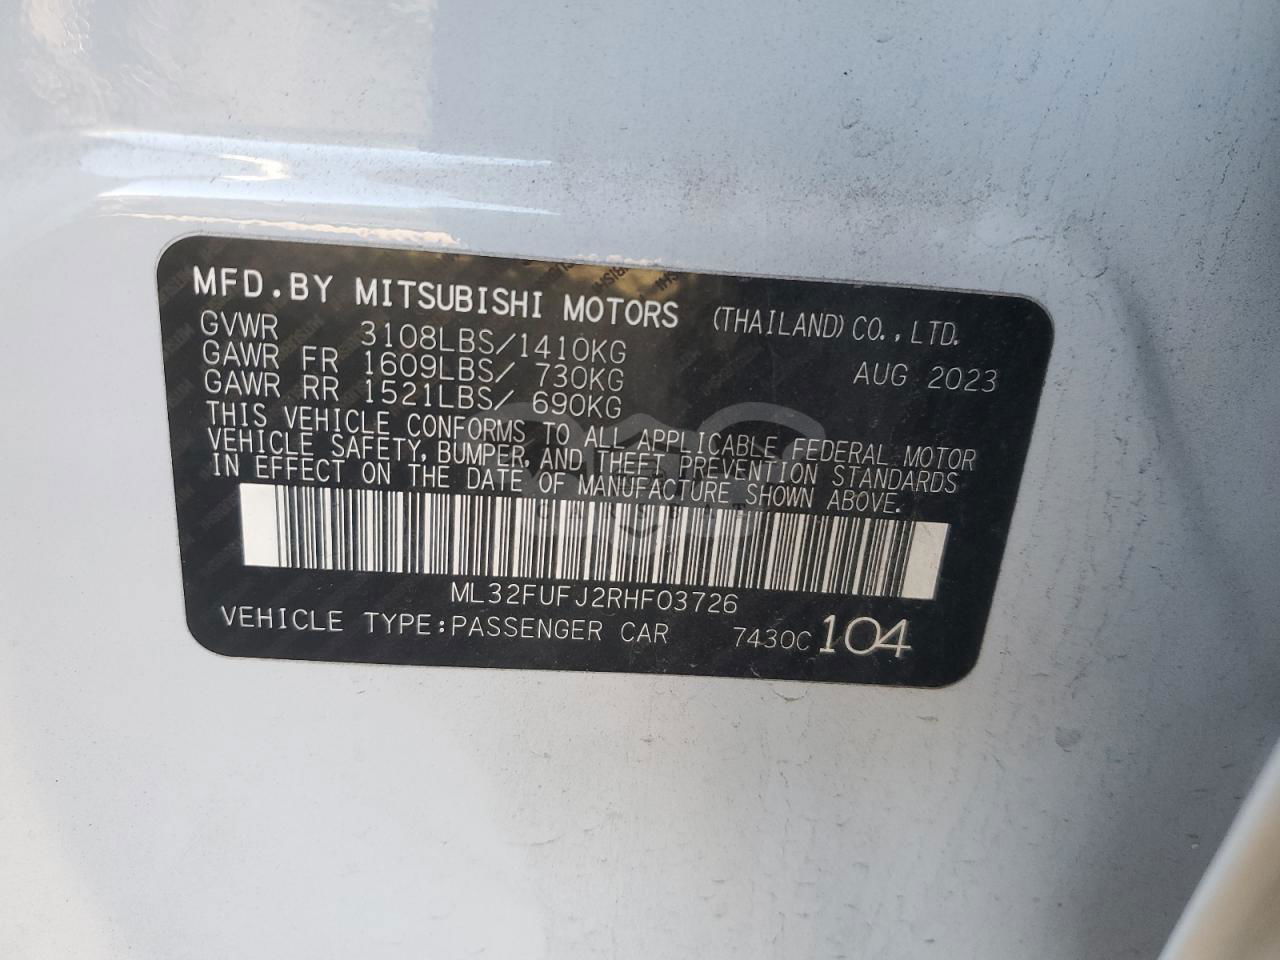 MFD.BY MITSUBISHI MOTORS (THAILAND)CO.,LTD.
GVWR 3108LBS/1410KG AUG 2023
GAWR FR 1609LBS/ 730KG
GAWR RR 1521LBS/ 690KG
THIS VEHICLE CONFORMS TO ALL APPLICABLE FEDERAL MOTOR
VEHICLE SAFETY, BUMPER, AND THEFT PREVENTION STANDARDS
IN EFFECT ON THE DATE OF MANUFACTURE SHOWN ABOVE.
ML32FUFJ2RHF03726
VEHICLE TYPE:PASSENGER CAR 7430C 104